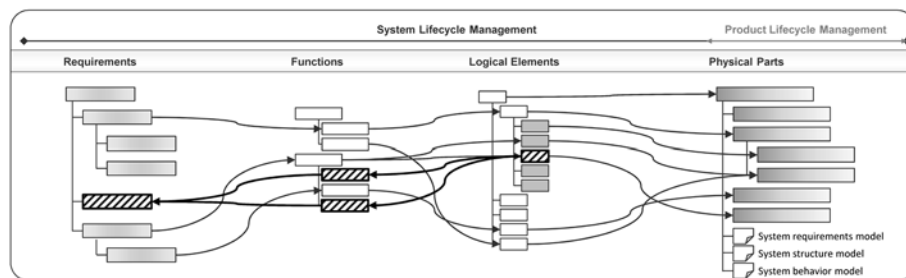 System Lifecycle Management
Product Lifecycle Management
Requirements
Functions
Logical Elements
Physical Parts
System requirements model
System structure model
System behavior model